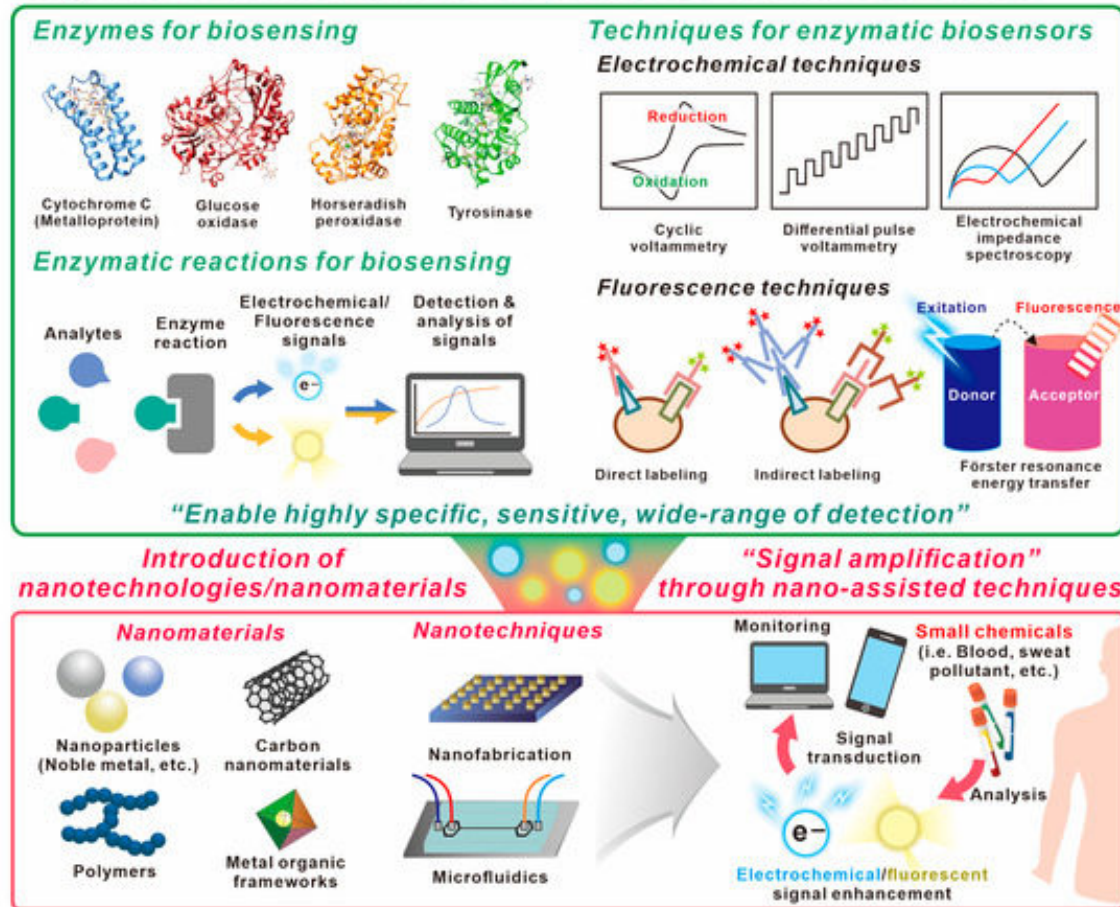 Enzymes for biosensing
Cytochrome C
(Metalloprotein)
Glucose
oxidase
Horseradish
peroxidase
Tyrosinase
Enzymatic reactions for biosensing
Analytes
Enzyme
reaction
Electrochemical/
Fluorescence
signals
e−
Detection &
analysis of
signals
Techniques for enzymatic biosensors
Electrochemical techniques
Reduction
Oxidation
Cyclic
voltammetry
Differential pulse
voltammetry
Electrochemical
impedance
spectroscopy
Fluorescence techniques
Direct labeling
Indirect labeling
Exitation
Fluorescence
Donor
Acceptor
Förster resonance
energy transfer
“Enable highly specific, sensitive, wide-range of detection”
Introduction of
nanotechnologies/nanomaterials
“Signal amplification”
through nano-assisted techniques
Nanomaterials
Nanoparticles
(Noble metal, etc.)
Carbon
nanomaterials
Polymers
Metal organic
frameworks
Nanotechniques
Nanofabrication
Microfluidics
Monitoring
Signal
transduction
Small chemicals
(i.e. Blood, sweat
pollutant, etc.)
Analysis
e−
Electrochemical/fluorescent
signal enhancement